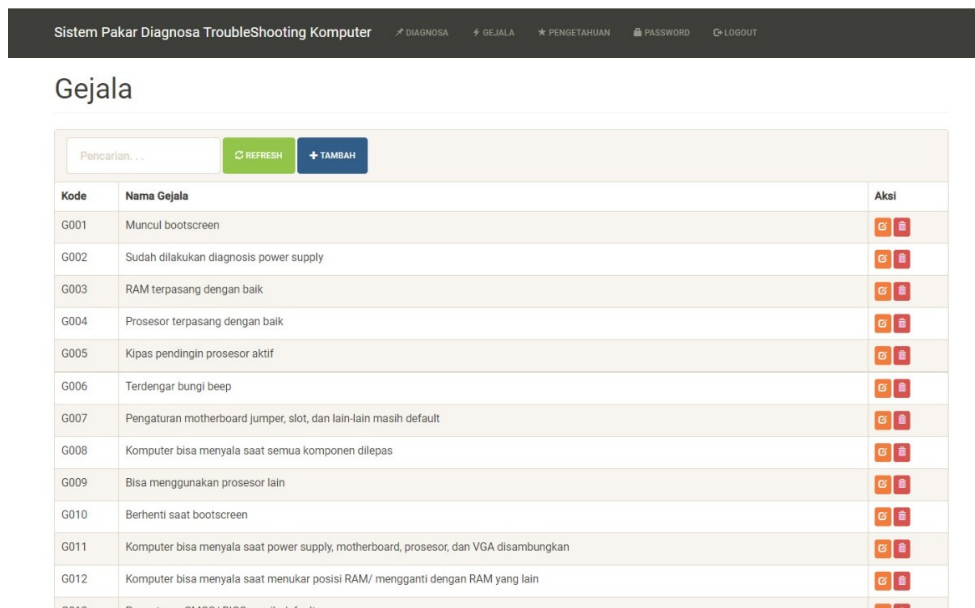 Sistem Pakar Diagnosa TroubleShooting Komputer DIAGNOSA GEJALA PENGETAHUAN PASSWORD LOGOUT
Gejala
Pencarian. . . REFRESH TAMBAH
Kode Nama Gejala Aksi
G001 Muncul bootscreen
G002 Sudah dilakukan diagnosis power supply
G003 RAM terpasang dengan baik
G004 Prosesor terpasang dengan baik
G005 Kipas pendingin prosesor aktif
G006 Terdengar bungi beep
G007 Pengaturan motherboard jumper, slot, dan lain-lain masih default
G008 Komputer bisa menyala saat semua komponen dilepas
G009 Bisa menggunakan prosesor lain
G010 Berhenti saat bootscreen
G011 Komputer bisa menyala saat power supply, motherboard, prosesor, dan VGA disambungkan
G012 Komputer bisa menyala saat menukar posisi RAM/ mengganti dengan RAM yang lain